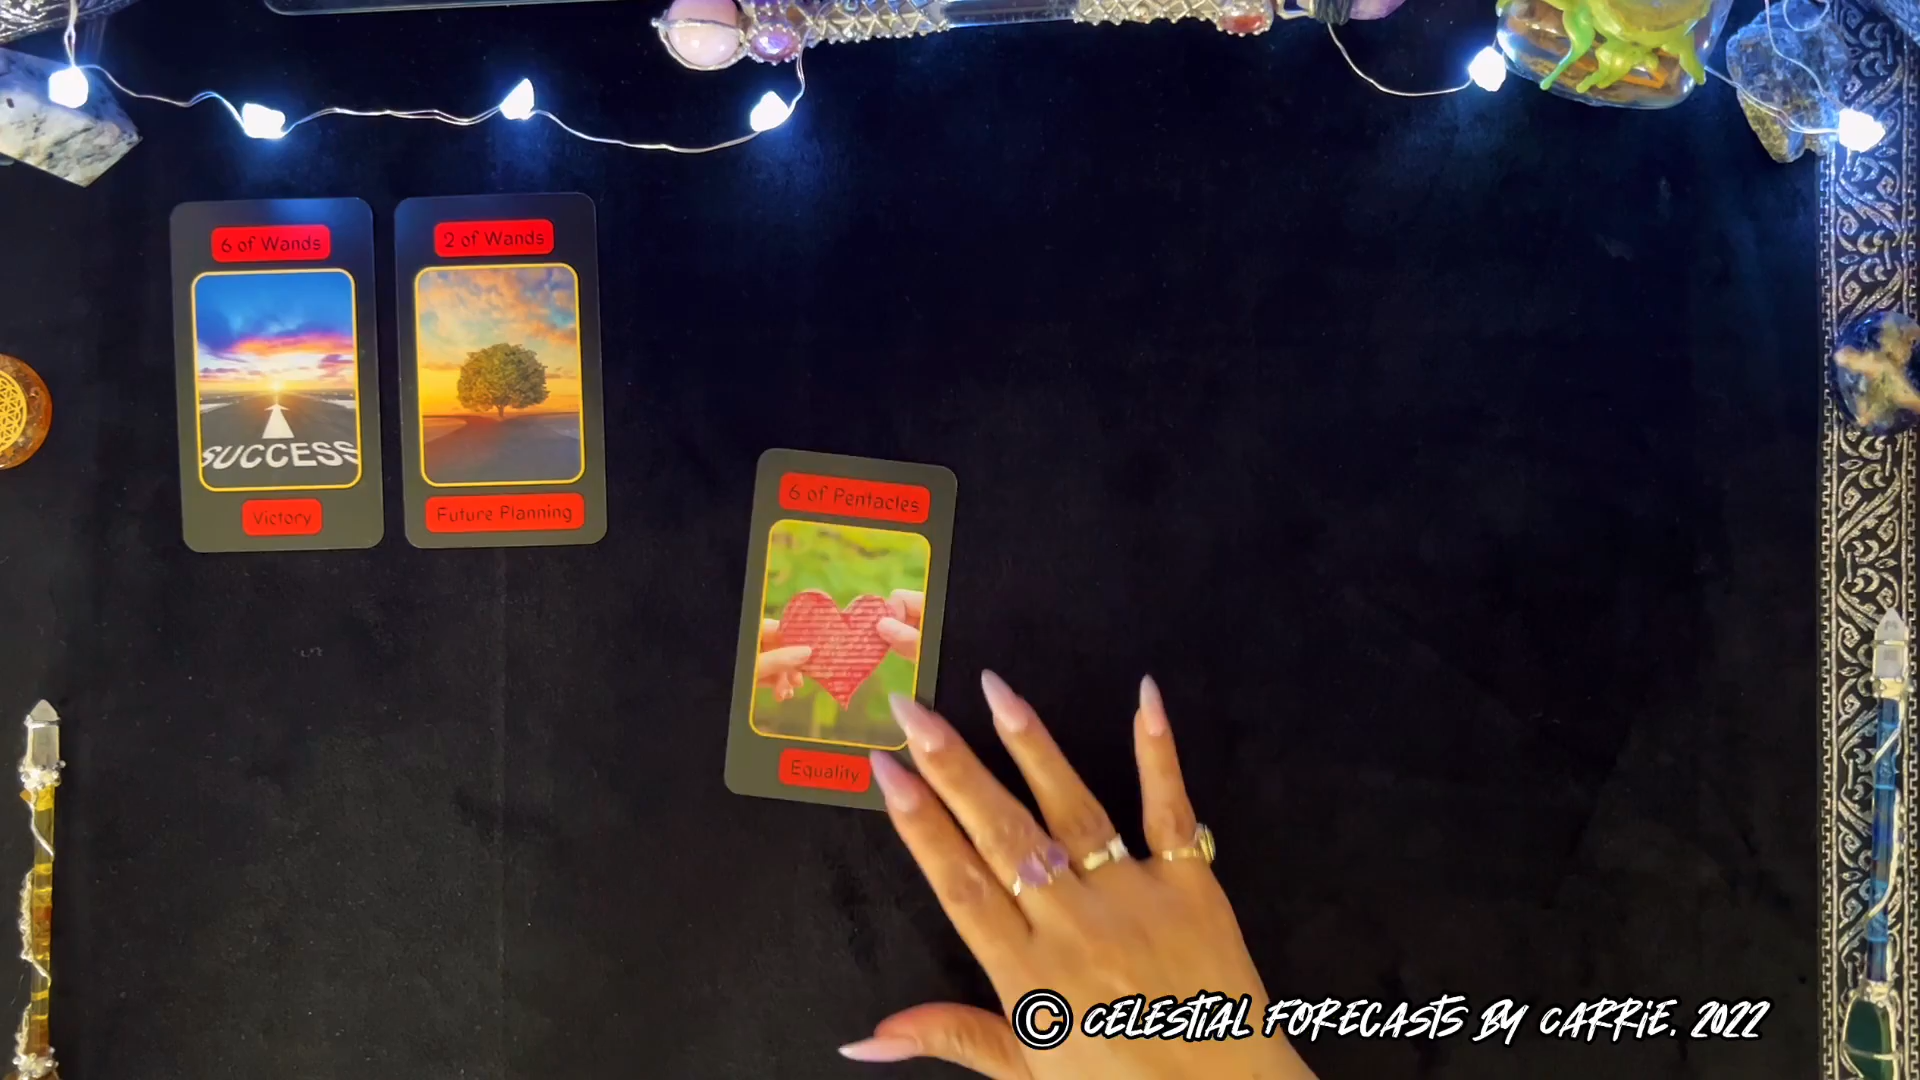 6 of Wands
SUCCESS
Victory
2 of Wands
Future Planning
6 of Pentacles
Equality
© CELESTIAL FORECASTS BY CARRIE. 2022